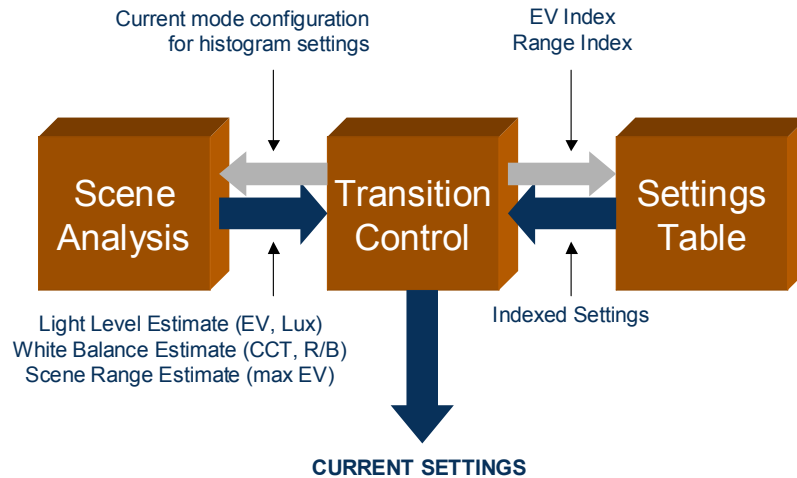 Current mode configuration
for histogram settings
EV Index
Range Index
Scene
Analysis
Transition
Control
Settings
Table
Light Level Estimate (EV, Lux)
White Balance Estimate (CCT, R/B)
Scene Range Estimate (max EV)
Indexed Settings
CURRENT SETTINGS